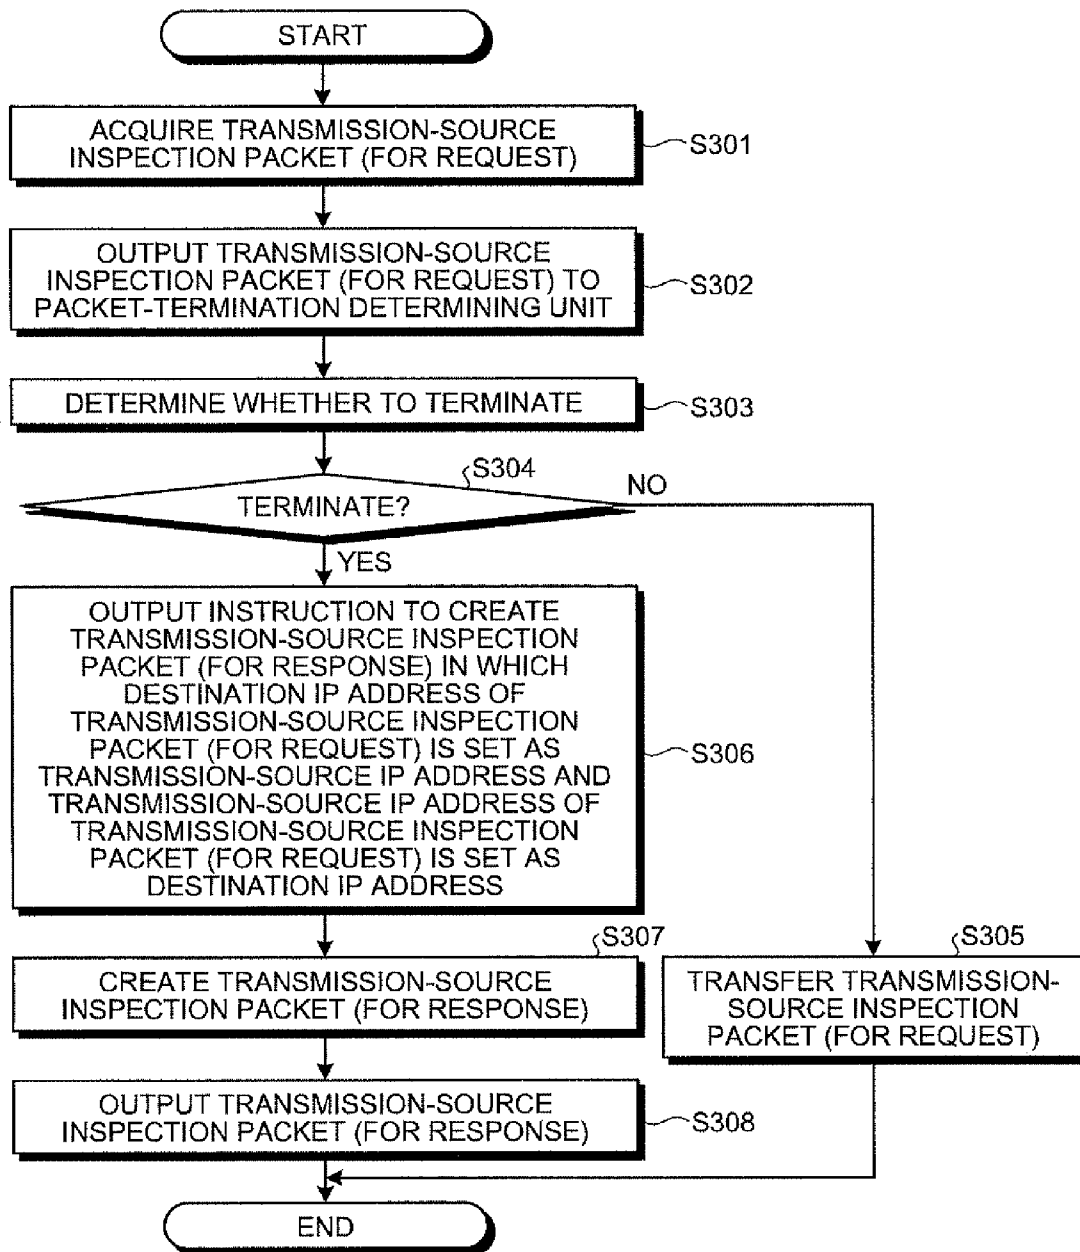 START
ACQUIRE TRANSMISSION-SOURCE
INSPECTION PACKET (FOR REQUEST)
S301
OUTPUT TRANSMISSION-SOURCE
INSPECTION PACKET (FOR REQUEST) TO
PACKET-TERMINATION DETERMINING UNIT
S302
DETERMINE WHETHER TO TERMINATE
S303
S304
TERMINATE?
NO
YES
OUTPUT INSTRUCTION TO CREATE
TRANSMISSION-SOURCE INSPECTION
PACKET (FOR RESPONSE) IN WHICH
DESTINATION IP ADDRESS OF
TRANSMISSION-SOURCE INSPECTION
PACKET (FOR REQUEST) IS SET AS
TRANSMISSION-SOURCE IP ADDRESS AND
TRANSMISSION-SOURCE IP ADDRESS OF
TRANSMISSION-SOURCE INSPECTION
PACKET (FOR REQUEST) IS SET AS
DESTINATION IP ADDRESS
S306
S307
CREATE TRANSMISSION-SOURCE
INSPECTION PACKET (FOR RESPONSE)
S305
TRANSFER TRANSMISSION-
SOURCE INSPECTION
PACKET (FOR REQUEST)
OUTPUT TRANSMISSION-SOURCE
INSPECTION PACKET (FOR RESPONSE)
S308
END